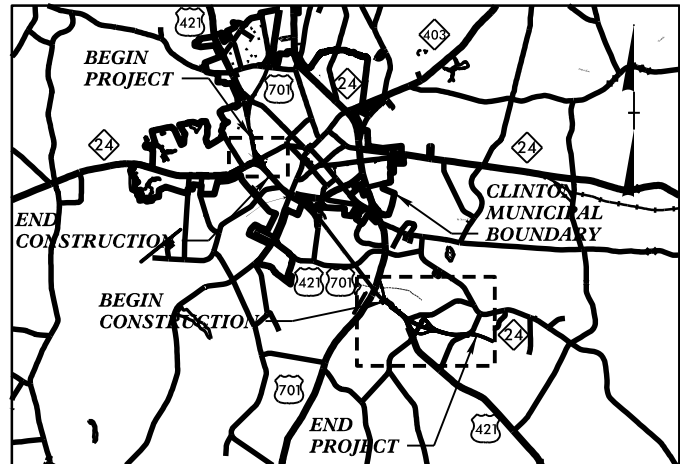 421
403
BEGIN
PROJECT
701
24
24
24
CLINTON
MUNICIPAL
BOUNDARY
END
CONSTRUCTION
421
701
BEGIN
CONSTRUCTION
24
701
END
PROJECT
421